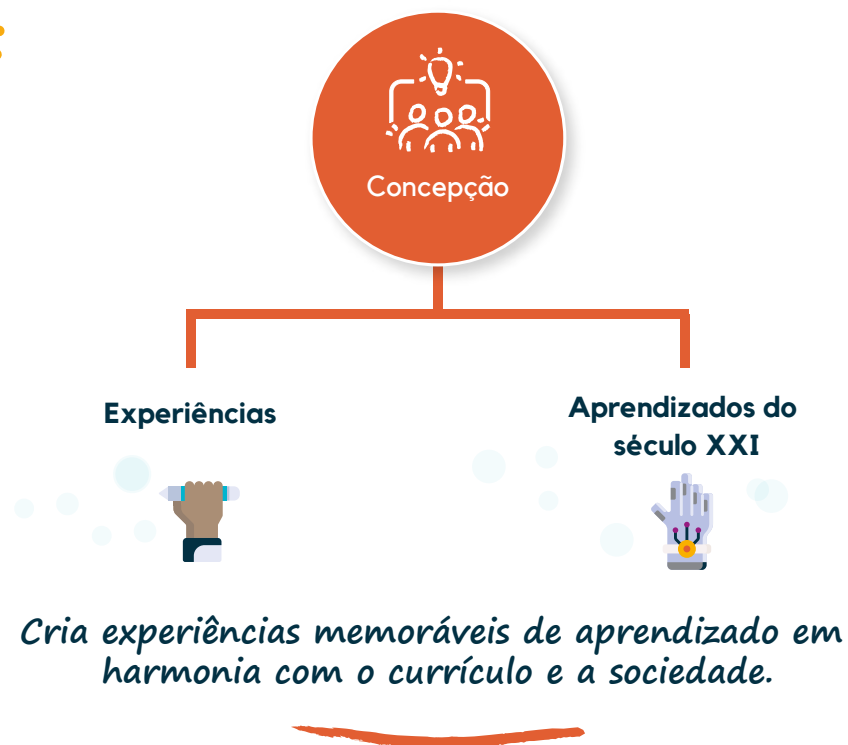 Concepção
Experiências
Aprendizados do
século XXI
Cria experiências memoráveis de aprendizado em
harmonia com o currículo e a sociedade.